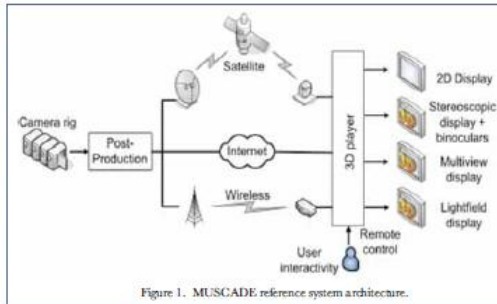 Satellite
Camera rig
Post-
Production
Internet
Wireless
3D player
2D Display
Stereoscopic
display +
binoculars
Multiview
display
Lightfield
display
Remote
control
User
interactivity
Figure 1. MUSCADE reference system architecture.